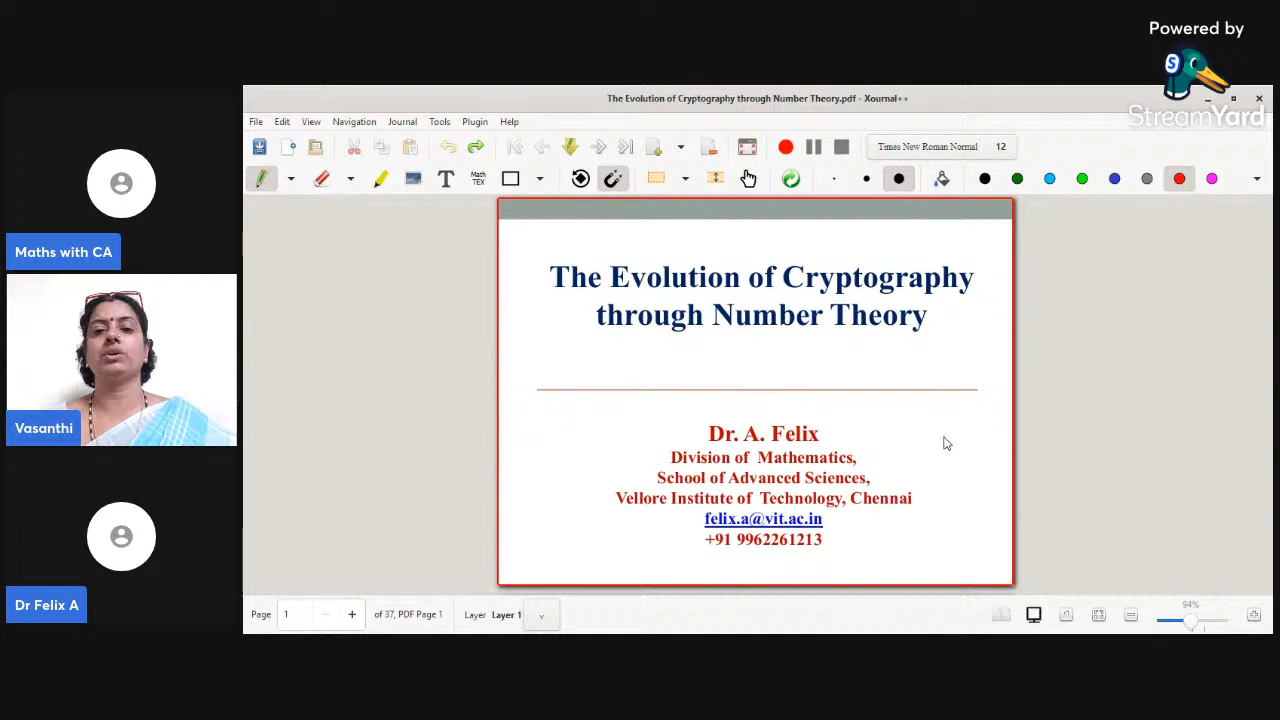 Powered by
StreamYard
The Evolution of Cryptography through Number Theory.pdf - Xournal++
File Edit View Navigation Journal Tools Plugin Help
Times New Roman Normal 12
T Math TEX
The Evolution of Cryptography
through Number Theory
Dr. A. Felix
Division of Mathematics,
School of Advanced Sciences,
Vellore Institute of Technology, Chennai
felix.a@vit.ac.in
+91 9962261213
Maths with CA
Vasanthi
Dr Felix A
Page 1 of 37, PDF Page 1 Layer Layer 1 94%